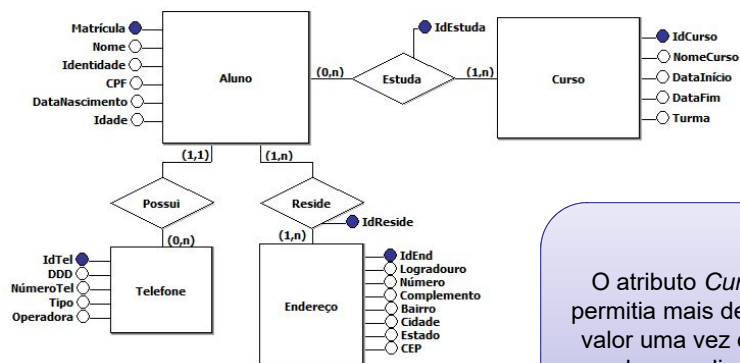 Matrícula
Nome
Identidade
CPF
DataNascimento
Idade
Aluno
(0,n)
IdEstuda
Estuda
(1,n)
Curso
IdCurso
NomeCurso
DataInício
DataFim
Turma
(1,1)
(1,n)
Possui
Reside
IdReside
(0,n)
(1,n)
IdTel
DDD
NúmeroTel
Tipo
Operadora
Telefone
Endereço
IdEnd
Logradouro
Número
Complemento
Bairro
Cidade
Estado
CEP
O atributo
permitia mais de
valor uma vez